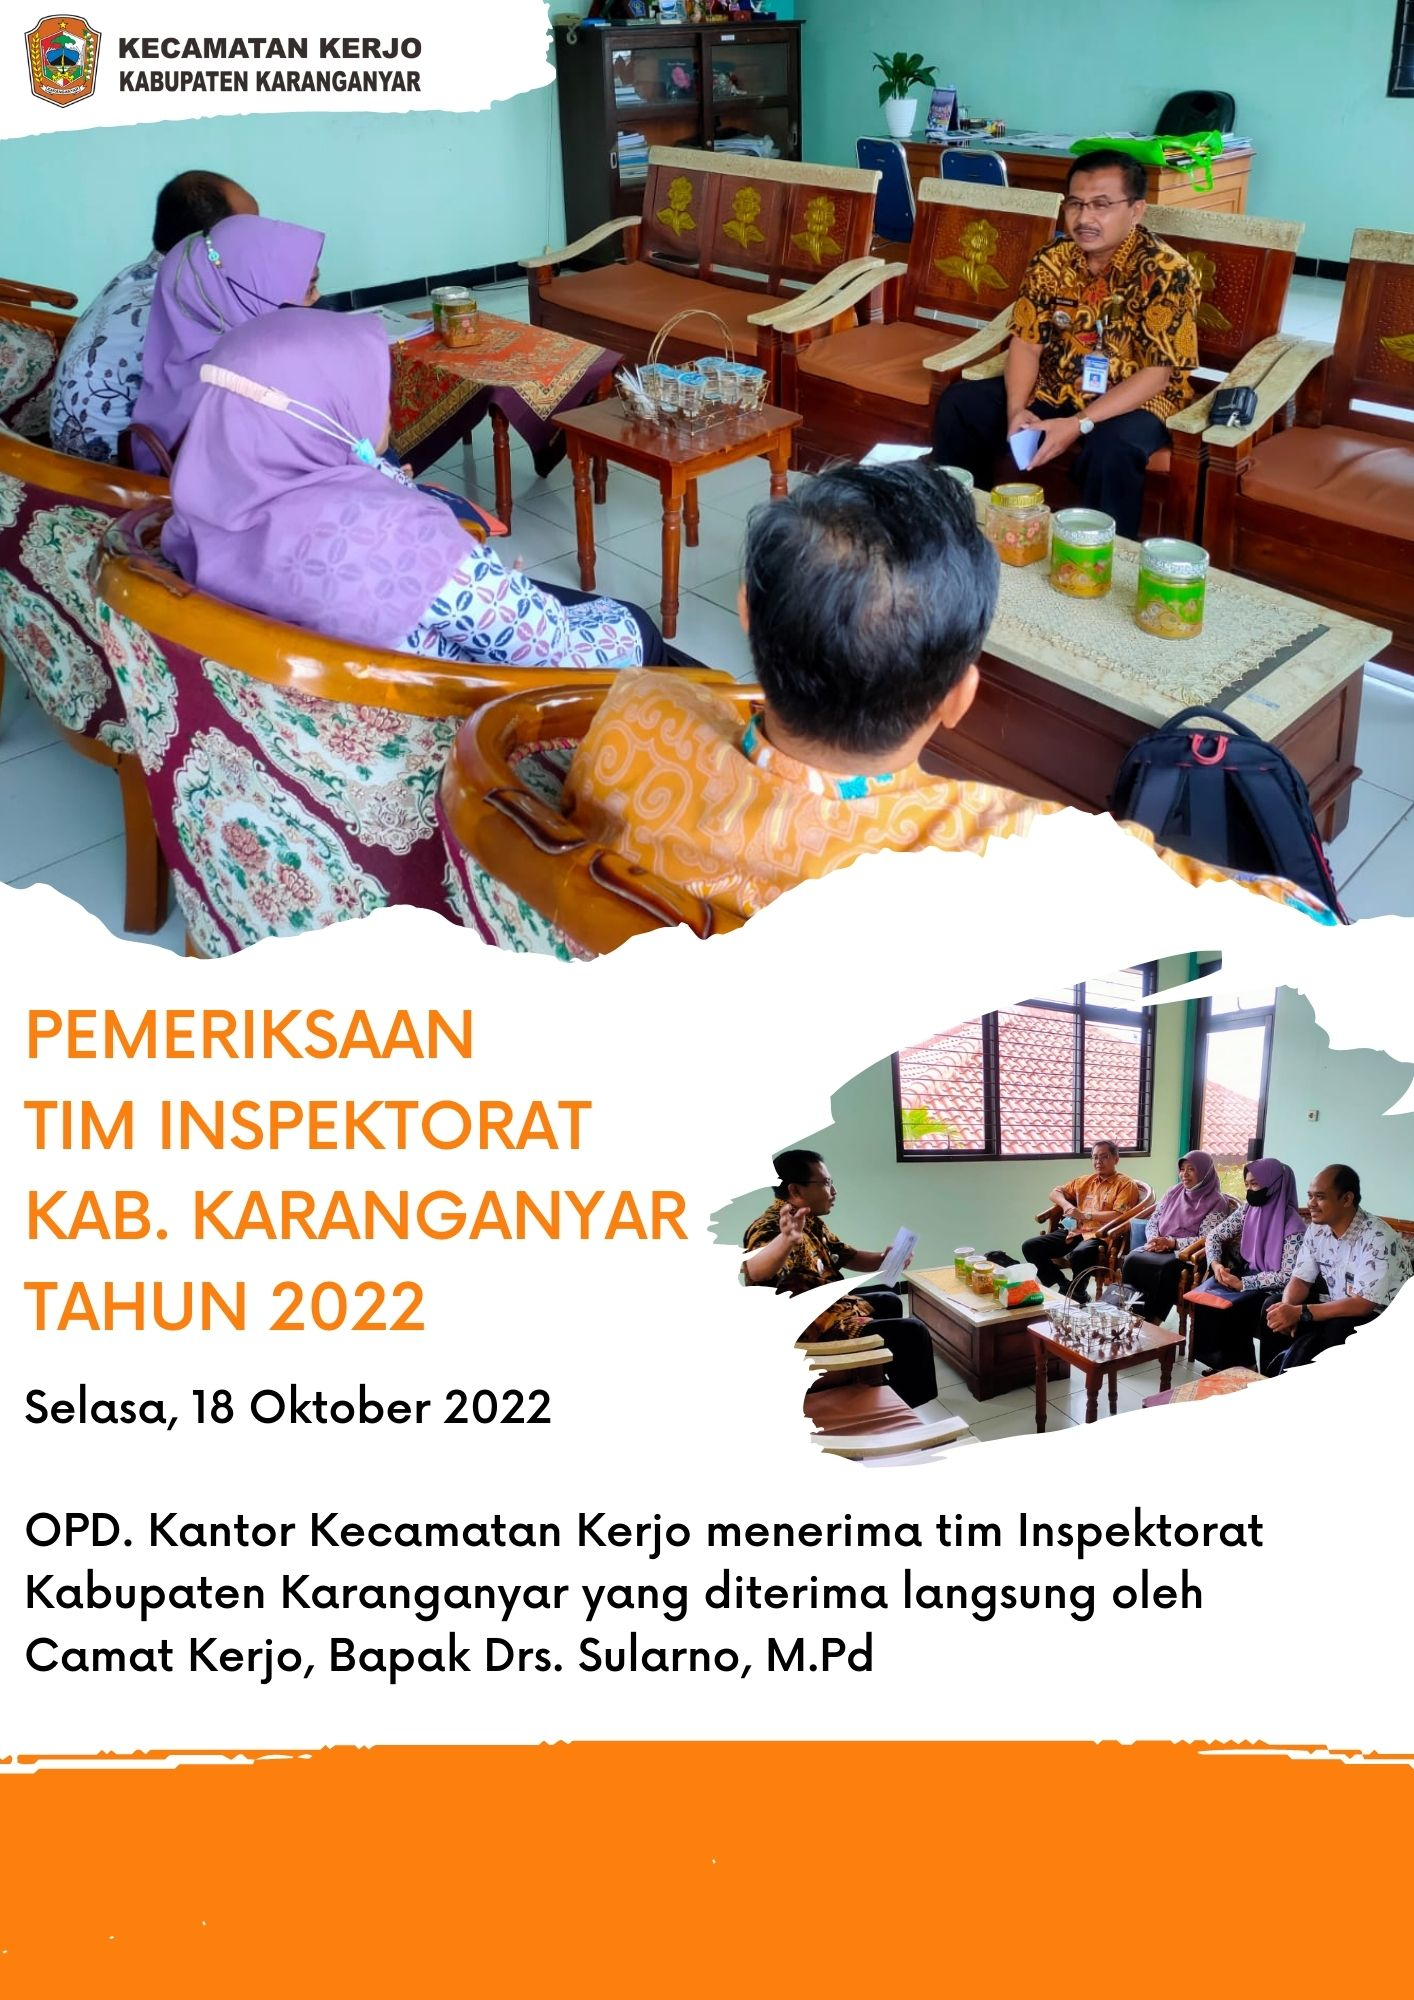 KECAMATAN KERJO
KABUPATEN KARANGANYAR
PEMERIKSAAN
TIM INSPEKTORAT
KAB. KARANGANYAR
TAHUN 2022
Selasa, 18 Oktober 2022
OPD. Kantor Kecamatan Kerjo menerima tim Inspektorat
Kabupaten Karanganyar yang diterima langsung oleh
Camat Kerjo, Bapak Drs. Sularno, M.Pd